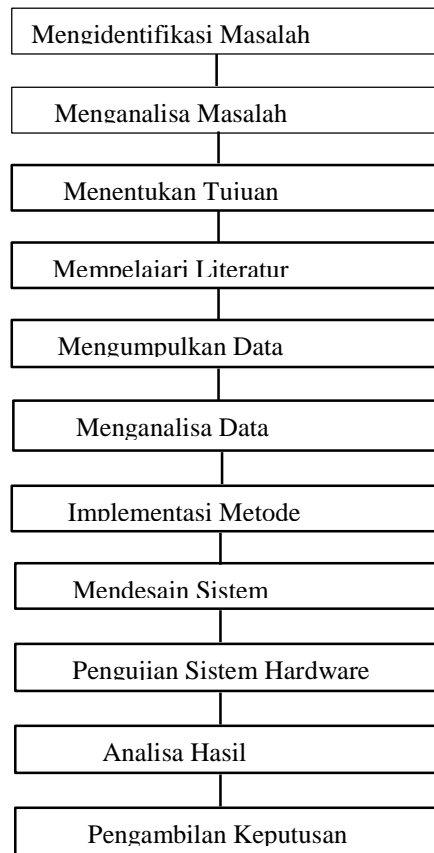 Mengidentifikasi Masalah
Menganalisa Masalah
Menentukan Tujuan
Mempelajari Literatur
Mengumpulkan Data
Menganalisa Data
Implementasi Metode
Mendesain Sistem
Pengujian Sistem Hardware
Analisa Hasil
Pengambilan Keputusan